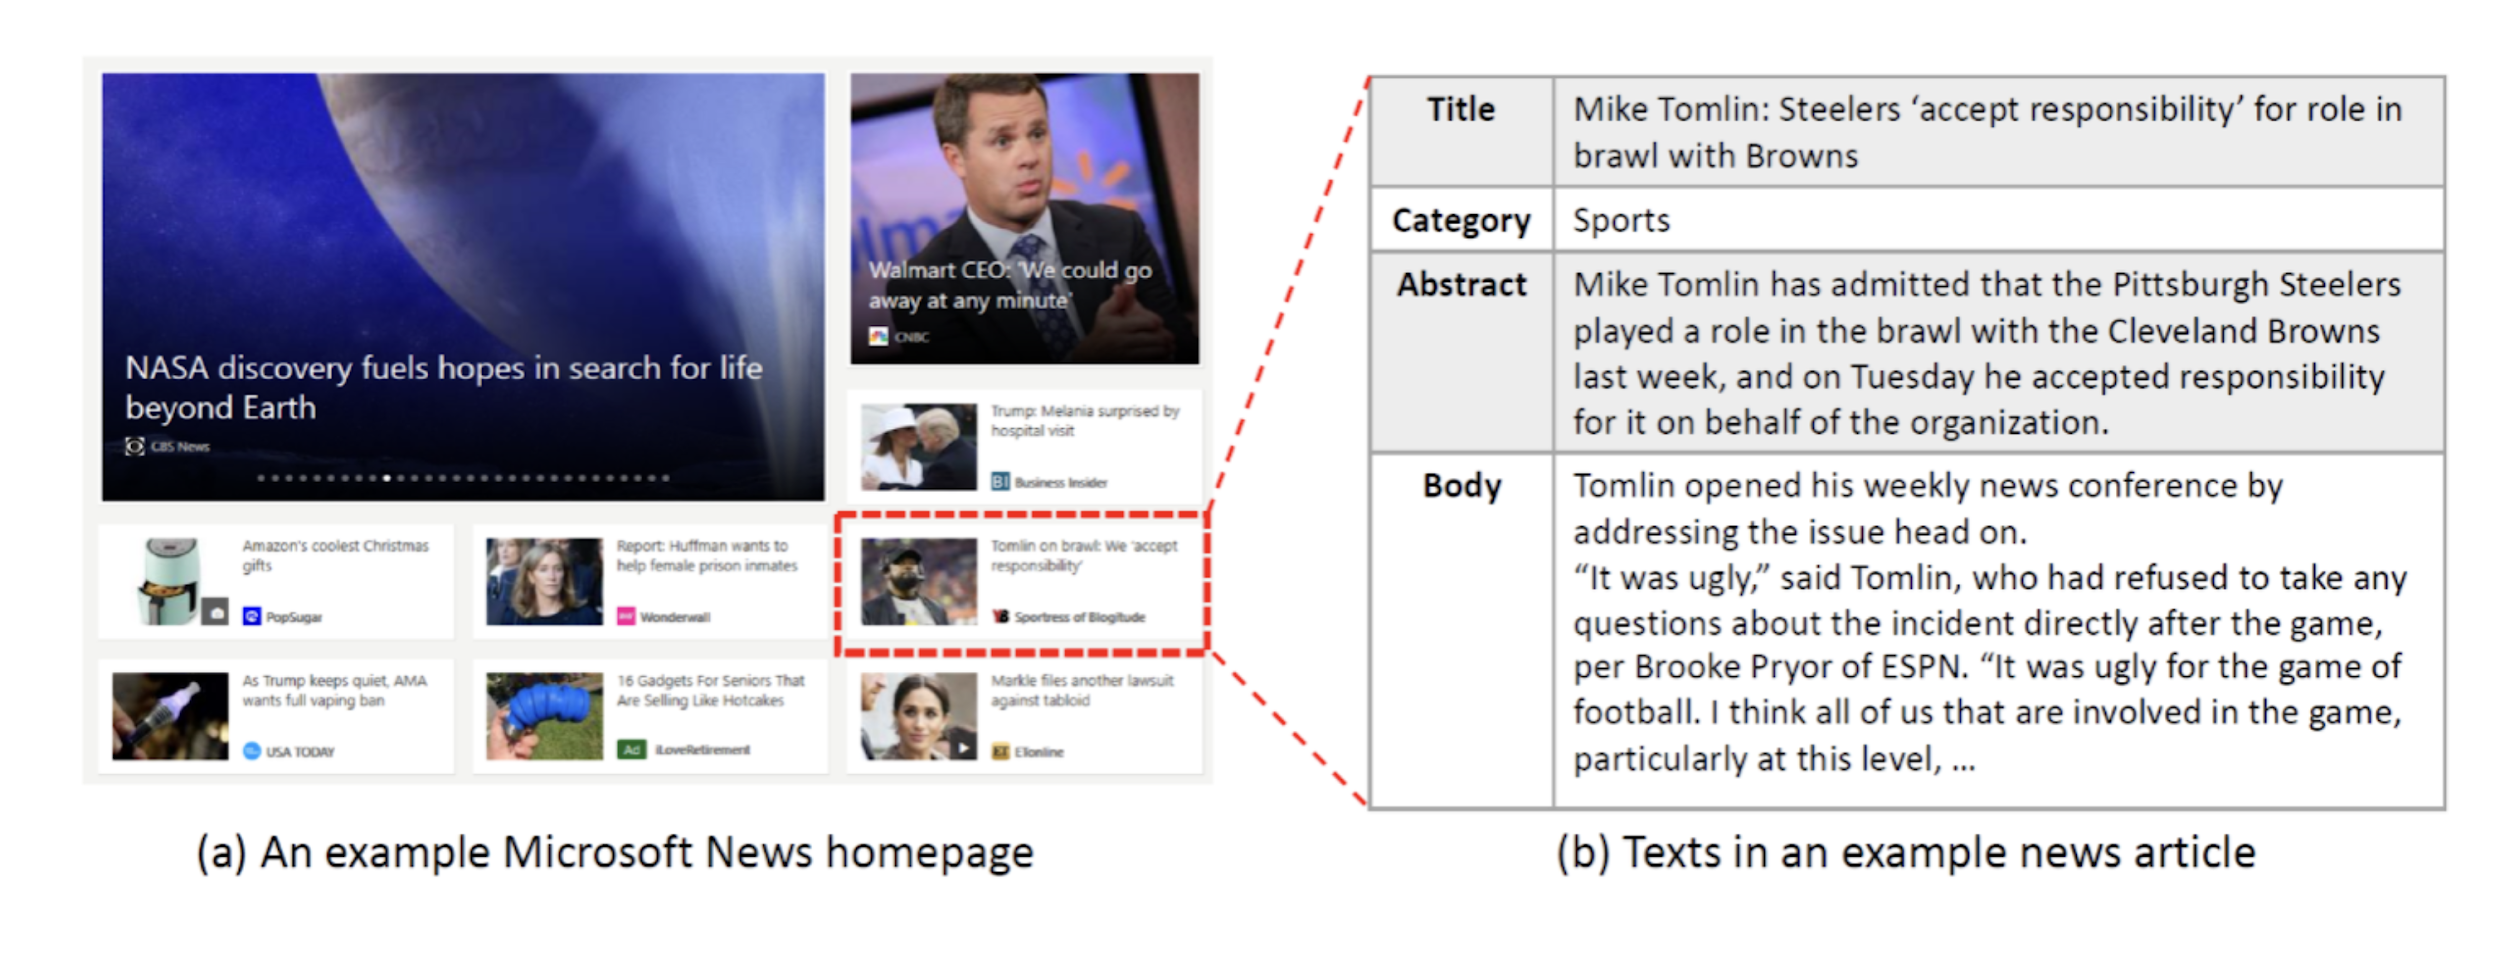 NASA discovery fuels hopes in search for life
beyond Earth
CBS News
Walmart CEO: 'We could go
away at any minute'
CNBC
Trump: Melania surprised by
hospital visit
BI Business Insider
Amazon's coolest Christmas
gifts
PopSugar
Report: Huffman wants to
help female prison inmates
Wonderwall
Tomlin on brawl: We 'accept
responsibility'
Sportress of Blogitude
As Trump keeps quiet, AMA
wants full vaping ban
USA TODAY
16 Gadgets For Seniors That
Are Selling Like Hotcakes
Ad iLoveRetirement
Markle files another lawsuit
against tabloid
ET ETonline
(a) An example Microsoft News homepage
Title
Mike Tomlin: Steelers ‘accept responsibility’ for role in
brawl with Browns
Category
Sports
Abstract
Mike Tomlin has admitted that the Pittsburgh Steelers
played a role in the brawl with the Cleveland Browns
last week, and on Tuesday he accepted responsibility
for it on behalf of the organization.
Body
Tomlin opened his weekly news conference by
addressing the issue head on.
“It was ugly,” said Tomlin, who had refused to take any
questions about the incident directly after the game,
per Brooke Pryor of ESPN. “It was ugly for the game of
football. I think all of us that are involved in the game,
particularly at this level, ...
(b) Texts in an example news article